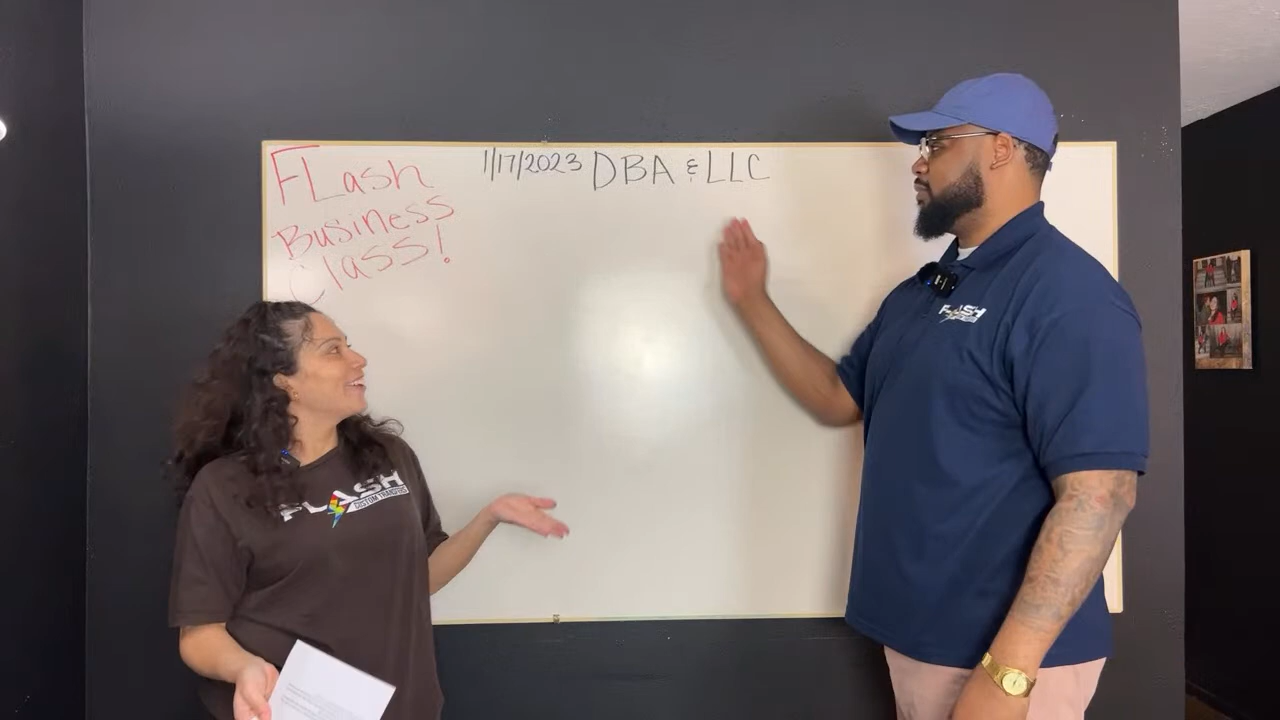 FLash
Business
Class!
1/17/2023 DBA & LLC
FLASH
CUSTOM TRANSFERS
FLASH